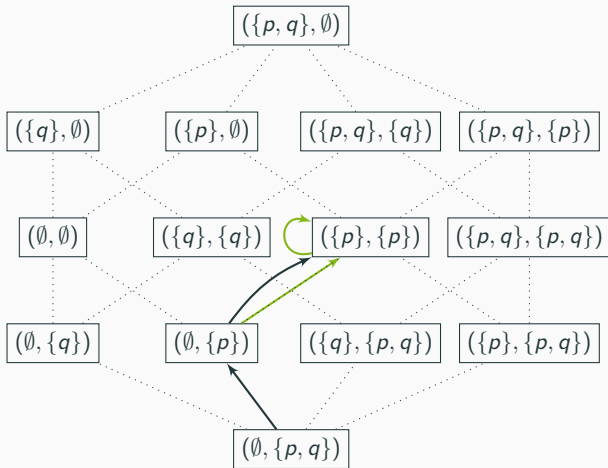 ({p, q}, ∅)
({q}, ∅) ({p}, ∅) ({p, q}, {q}) ({p, q}, {p})
(∅, ∅) ({q}, {q}) ({p}, {p}) ({p, q}, {p, q})
(∅, {q}) (∅, {p}) ({q}, {p, q}) ({p}, {p, q})
(∅, {p, q})